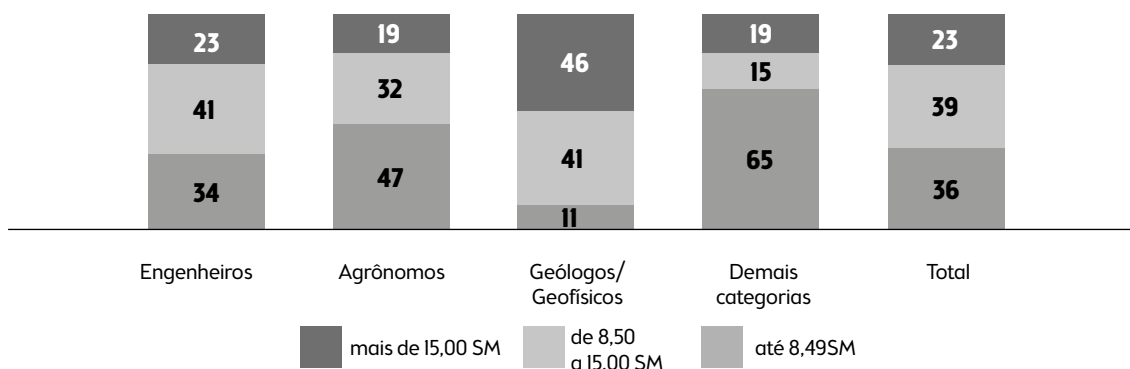 23 19 46 19 23
41 32 41 15 39
34 47 11 65 36
Engenheiros Agrônomos Geólogos/ Demais Total
Geofísicos categorias
mais de 15,00 SM de 8,50 até 8,49SM
a 15,00 SM